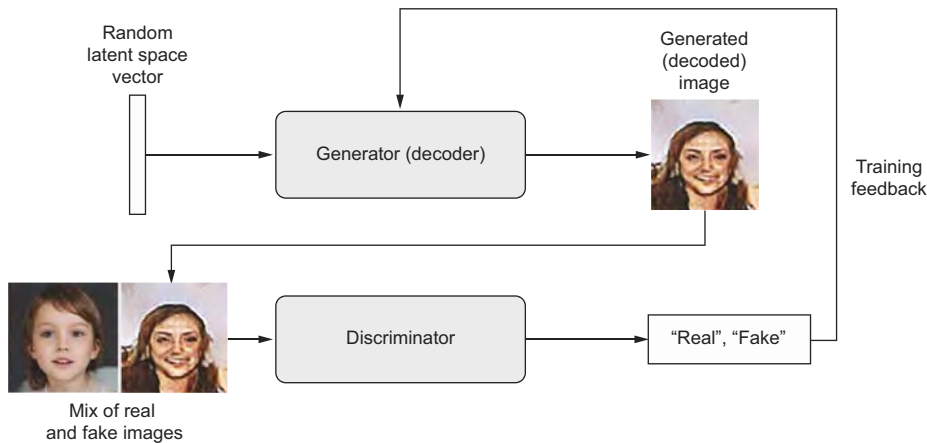 Random
latent space
vector
Generator (decoder)
Generated
(decoded)
image
Training
feedback
Discriminator
“Real”, “Fake”
Mix of real
and fake images